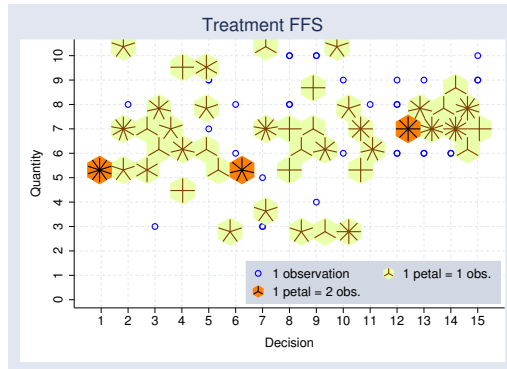 Treatment FFS
Quantity
10
9
8
7
6
5
4
3
2
1
0
1 2 3 4 5 6 7 8 9 10 11 12 13 14 15
Decision
1 observation
1 petal = 1 obs.
1 petal = 2 obs.